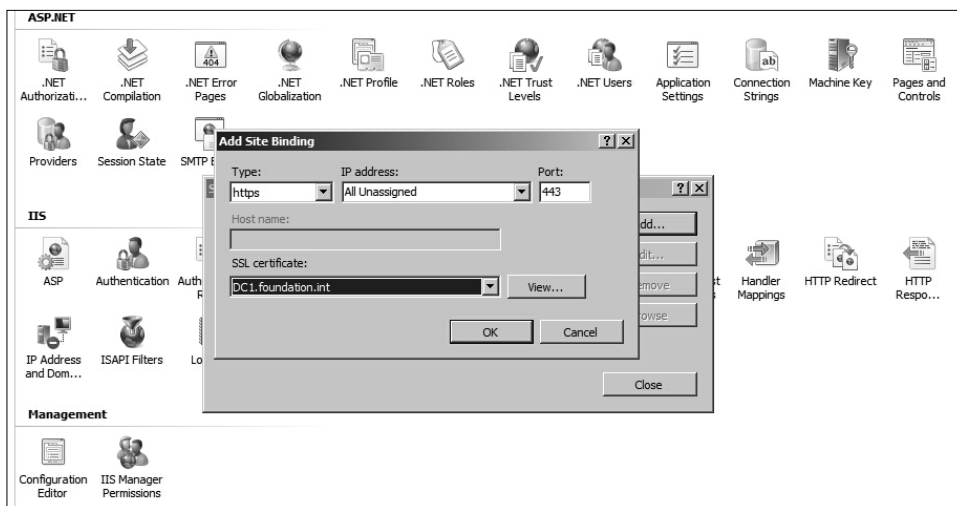 ASP.NET
.NET Authorizati...
.NET Compilation
.NET Error Pages
.NET Globalization
.NET Profile
.NET Roles
.NET Trust Levels
.NET Users
Application Settings
Connection Strings
Machine Key
Pages and Controls
Providers
Session State
SMTP E
Add Site Binding
Type:
IP address:
Port:
https
All Unassigned
443
Host name:
SSL certificate:
DC1.foundation.int
View...
OK
Cancel
dd...
dit...
emove
owse
Close
IIS
ASP
Authentication
Auth
R
st
Handler Mappings
HTTP Redirect
HTTP Respo...
IP Address and Dom...
ISAPI Filters
Lo
Management
Configuration Editor
IIS Manager Permissions